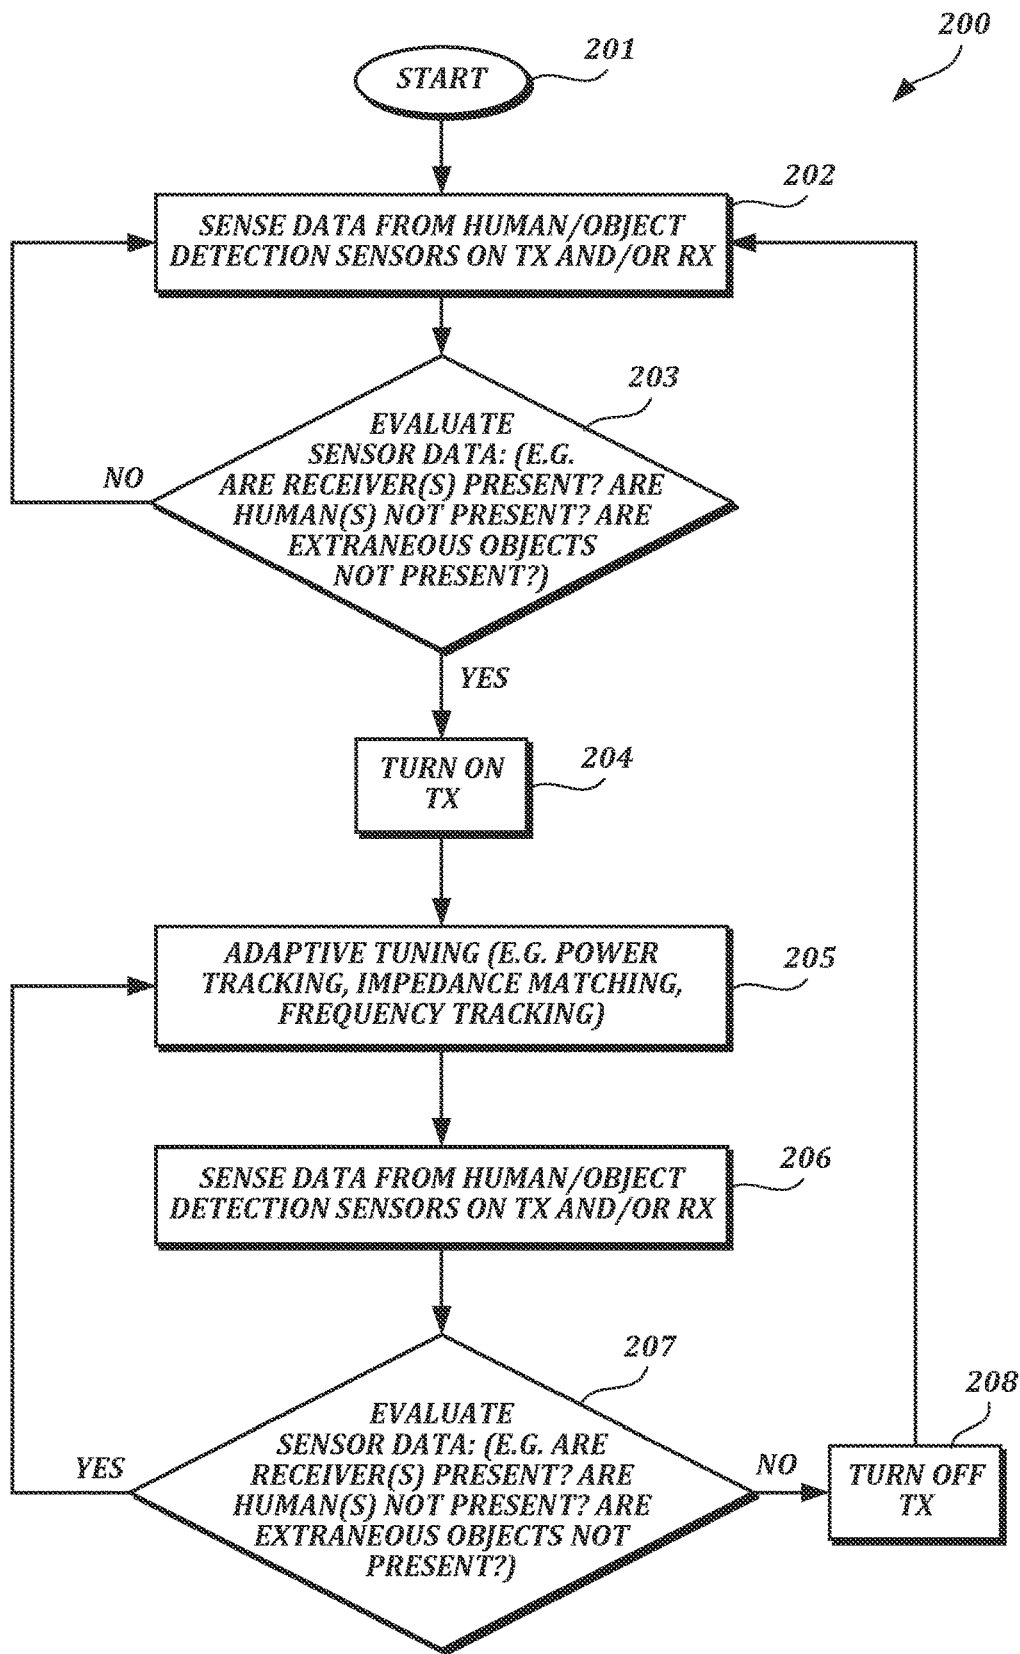 200
START
201
202
SENSE DATA FROM HUMAN/OBJECT
DETECTION SENSORS ON TX AND/OR RX
203
EVALUATE
SENSOR DATA: (E.G.
ARE RECEIVER(S) PRESENT? ARE
HUMAN(S) NOT PRESENT? ARE
EXTRANEOUS OBJECTS
NOT PRESENT?)
NO
YES
TURN ON
TX
204
ADAPTIVE TUNING (E.G. POWER
TRACKING, IMPEDANCE MATCHING,
FREQUENCY TRACKING)
205
SENSE DATA FROM HUMAN/OBJECT
DETECTION SENSORS ON TX AND/OR RX
206
207
EVALUATE
SENSOR DATA: (E.G. ARE
RECEIVER(S) PRESENT? ARE
HUMAN(S) NOT PRESENT? ARE
EXTRANEOUS OBJECTS NOT
PRESENT?)
YES
NO
208
TURN OFF
TX